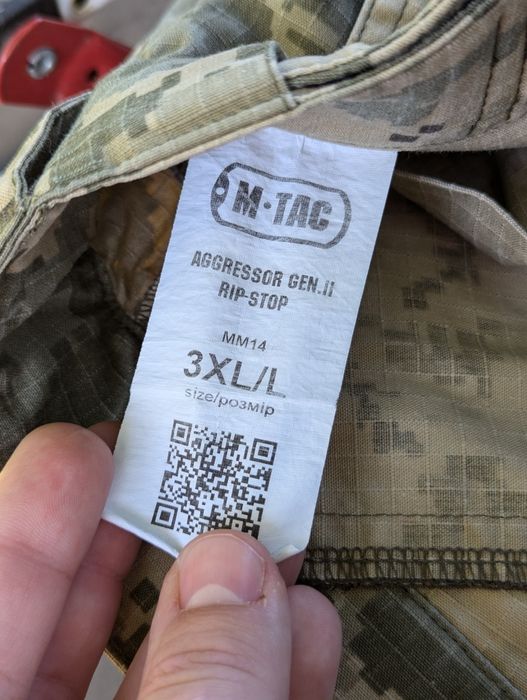 M·TAC
AGGRESSOR GEN.II
RIP-STOP
MM14
3XL/L
size/розмір